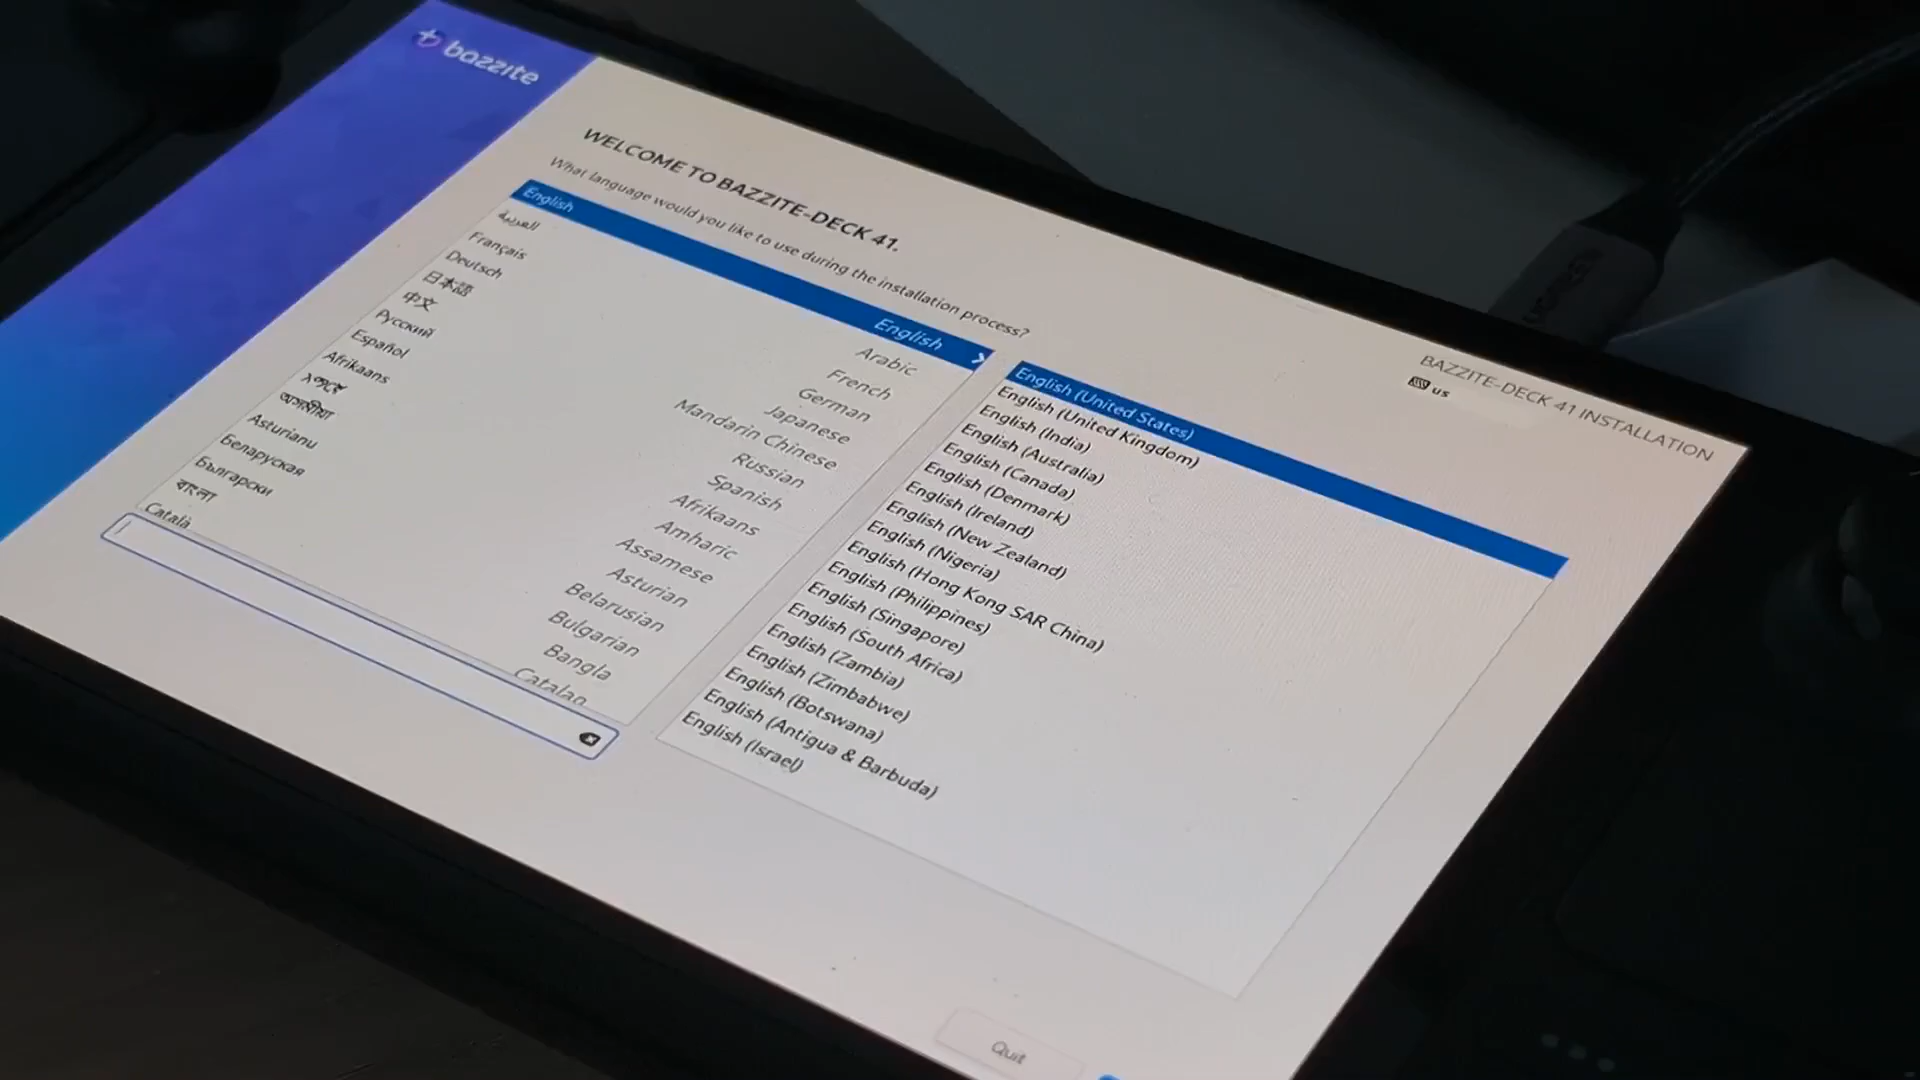 bazzite
WELCOME TO BAZZITE-DECK 41.
What language would you like to use during the installation process?
English English
العربية Arabic
Français French
Deutsch German
日本語 Japanese
中文 Mandarin Chinese
Русский Russian
Español Spanish
Afrikaans Afrikaans
አማርኛ Amharic
অসমীয়া Assamese
Asturianu Asturian
Беларуская Belarusian
Български Bulgarian
বাংলা Bangla
Català Catalan
English (United States)
English (United Kingdom)
English (India)
English (Australia)
English (Canada)
English (Denmark)
English (Ireland)
English (New Zealand)
English (Nigeria)
English (Hong Kong SAR China)
English (Philippines)
English (Singapore)
English (South Africa)
English (Zambia)
English (Zimbabwe)
English (Botswana)
English (Antigua & Barbuda)
English (Israel)
BAZZITE-DECK 41 INSTALLATION
us
Quit